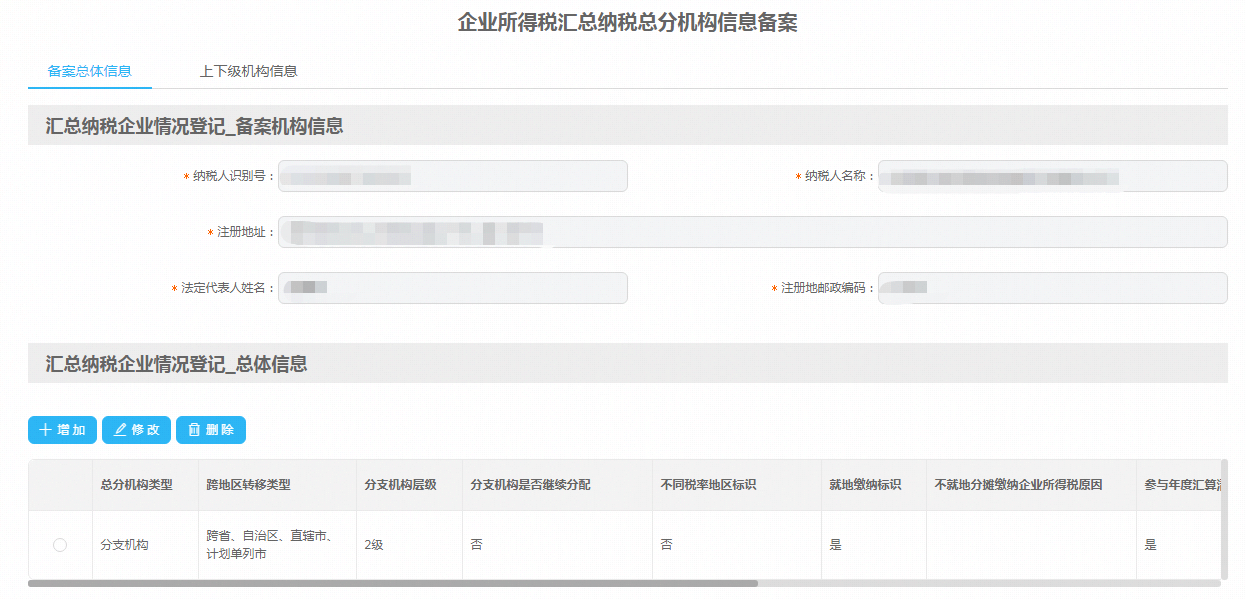 企业所得税汇总纳税总分机构信息备案
备案总体信息 上下级机构信息
汇总纳税企业情况登记_备案机构信息
* 纳税人识别号： * 纳税人名称：
* 注册地址：
* 法定代表人姓名： * 注册地邮政编码：
汇总纳税企业情况登记_总体信息
增加 修改 删除
总分机构类型 跨地区转移类型 分支机构层级 分支机构是否继续分配 不同税率地区标识 就地缴纳标识 不就地分摊缴纳企业所得税原因 参与年度汇算
分支机构 跨省、自治区、直辖市、 2级 否 否 是 是
计划单列市